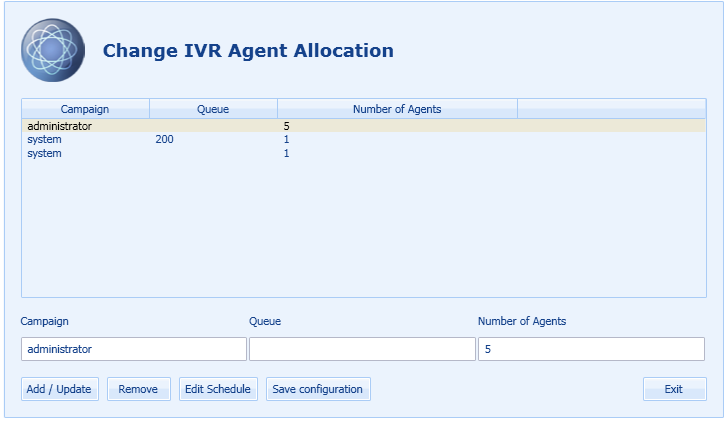 Change IVR Agent Allocation
Campaign Queue Number of Agents
administrator 5
system 200 1
system 1
Campaign Queue Number of Agents
administrator 5
Add / Update Remove Edit Schedule Save configuration Exit